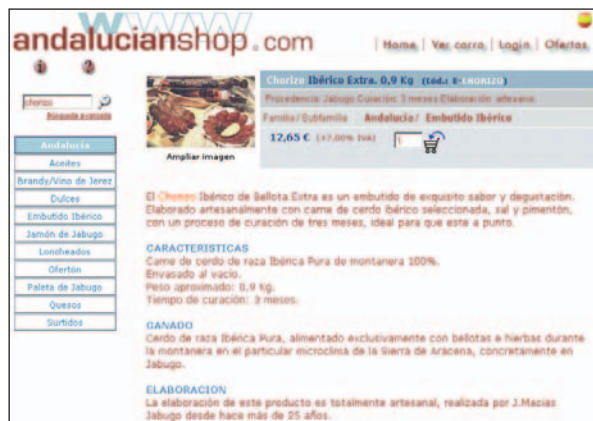 www
andalucianshop.com
Home | Ver carro | Login | Ofertas
chorizo
Búsqueda avanzada
Andalucía
Aceites
Brandy/Vino de Jerez
Dulces
Embutido Ibérico
Jamón de Jabugo
Loncheados
Ofertón
Paleta de Jabugo
Quesos
Surtidos
Ampliar imagen
Chorizo Ibérico Extra. 0,9 Kg (Cod.: E-CHORIZO)
Procedencia: Jabugo Curación: 3 meses Elaboración artesana.
Familia/Subfamilia Andalucía/ Embutido Ibérico
12,65 € (+7,00% IVA) 1
El Chorizo Ibérico de Bellota Extra es un embutido de exquisito sabor y degustación.
Elaborado artesanalmente con carne de cerdo ibérico seleccionada, sal y pimentón,
con un proceso de curación de tres meses, ideal para que este a punto.
CARACTERISTICAS
Carne de cerdo de raza Ibérica Pura de montanera 100%.
Envasado al vacío.
Peso aproximado: 0,9 Kg.
Tiempo de curación: 3 meses.
GANADO
Cerdo de raza Ibérica Pura, alimentado exclusivamente con bellotas e hierbas durante
la montanera en el particular microclima de la Sierra de Aracena, concretamente en
Jabugo.
ELABORACION
La elaboración de este producto es totalmente artesanal, realizada por J.Macias
Jabugo desde hace más de 25 años.